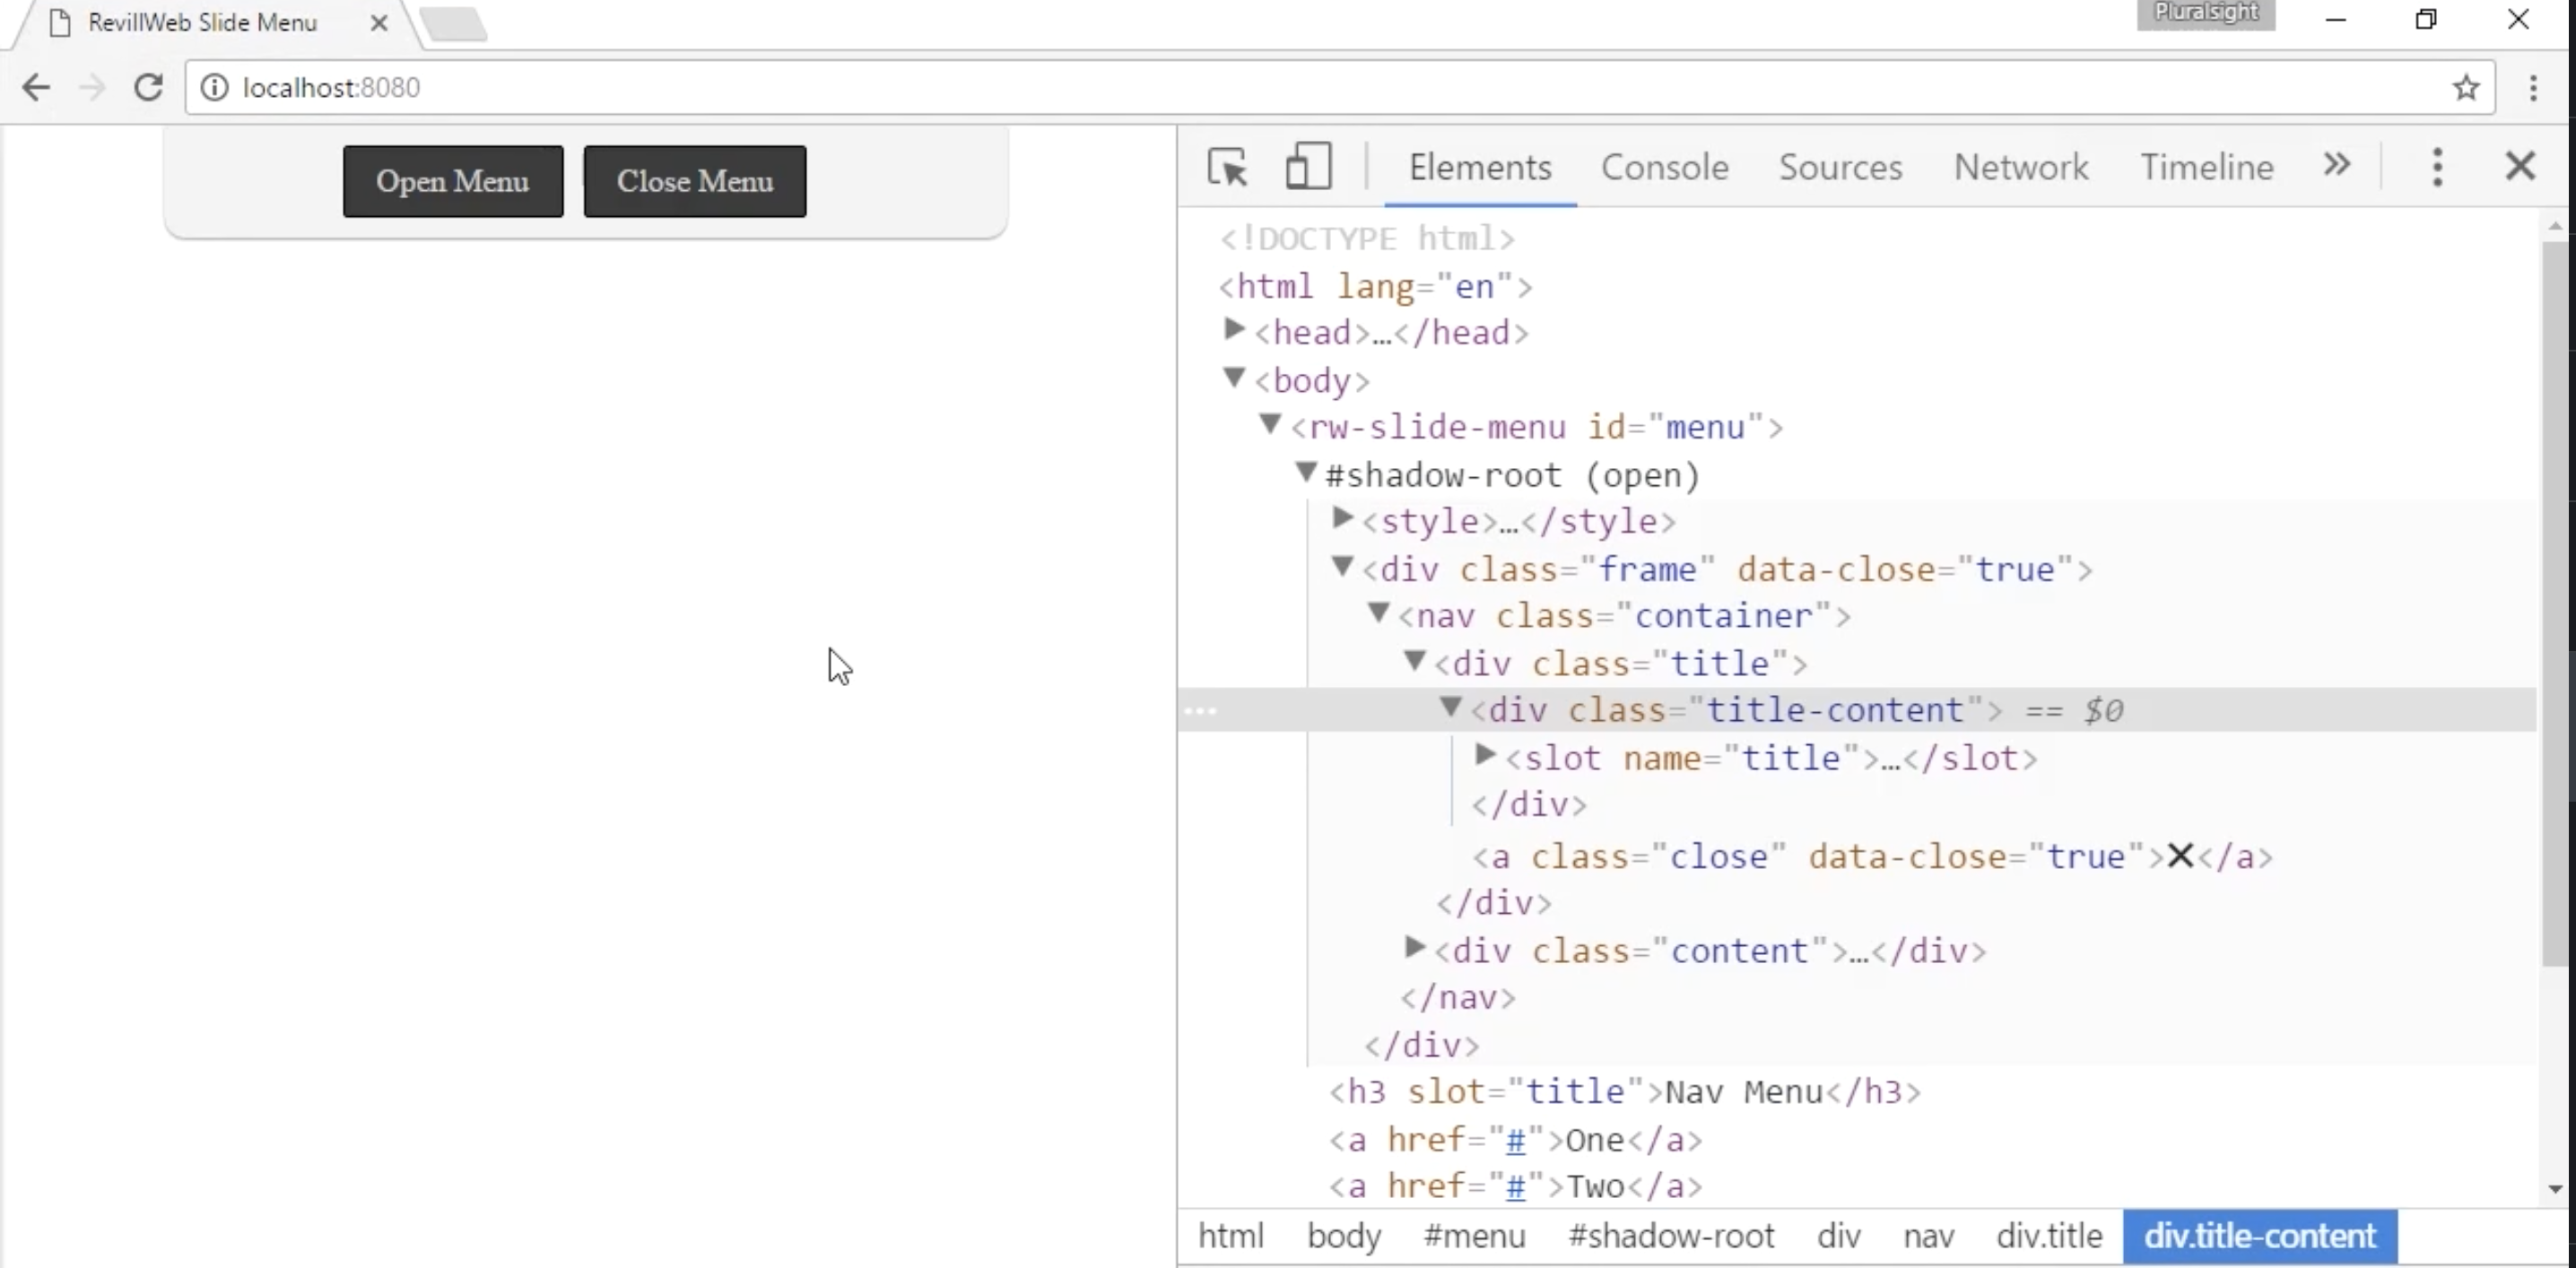 RevillWeb Slide Menu
Pluralsight
localhost:8080
Open Menu Close Menu
Elements Console Sources Network Timeline
<!DOCTYPE html>
<html lang="en">
<head>…</head>
<body>
<rw-slide-menu id="menu">
#shadow-root (open)
<style>…</style>
<div class="frame" data-close="true">
<nav class="container">
<div class="title">
<div class="title-content"> == $0
<slot name="title">…</slot>
</div>
<a class="close" data-close="true">✕</a>
</div>
<div class="content">…</div>
</nav>
</div>
<h3 slot="title">Nav Menu</h3>
<a href="#">One</a>
<a href="#">Two</a>
html body #menu #shadow-root div nav div.title div.title-content